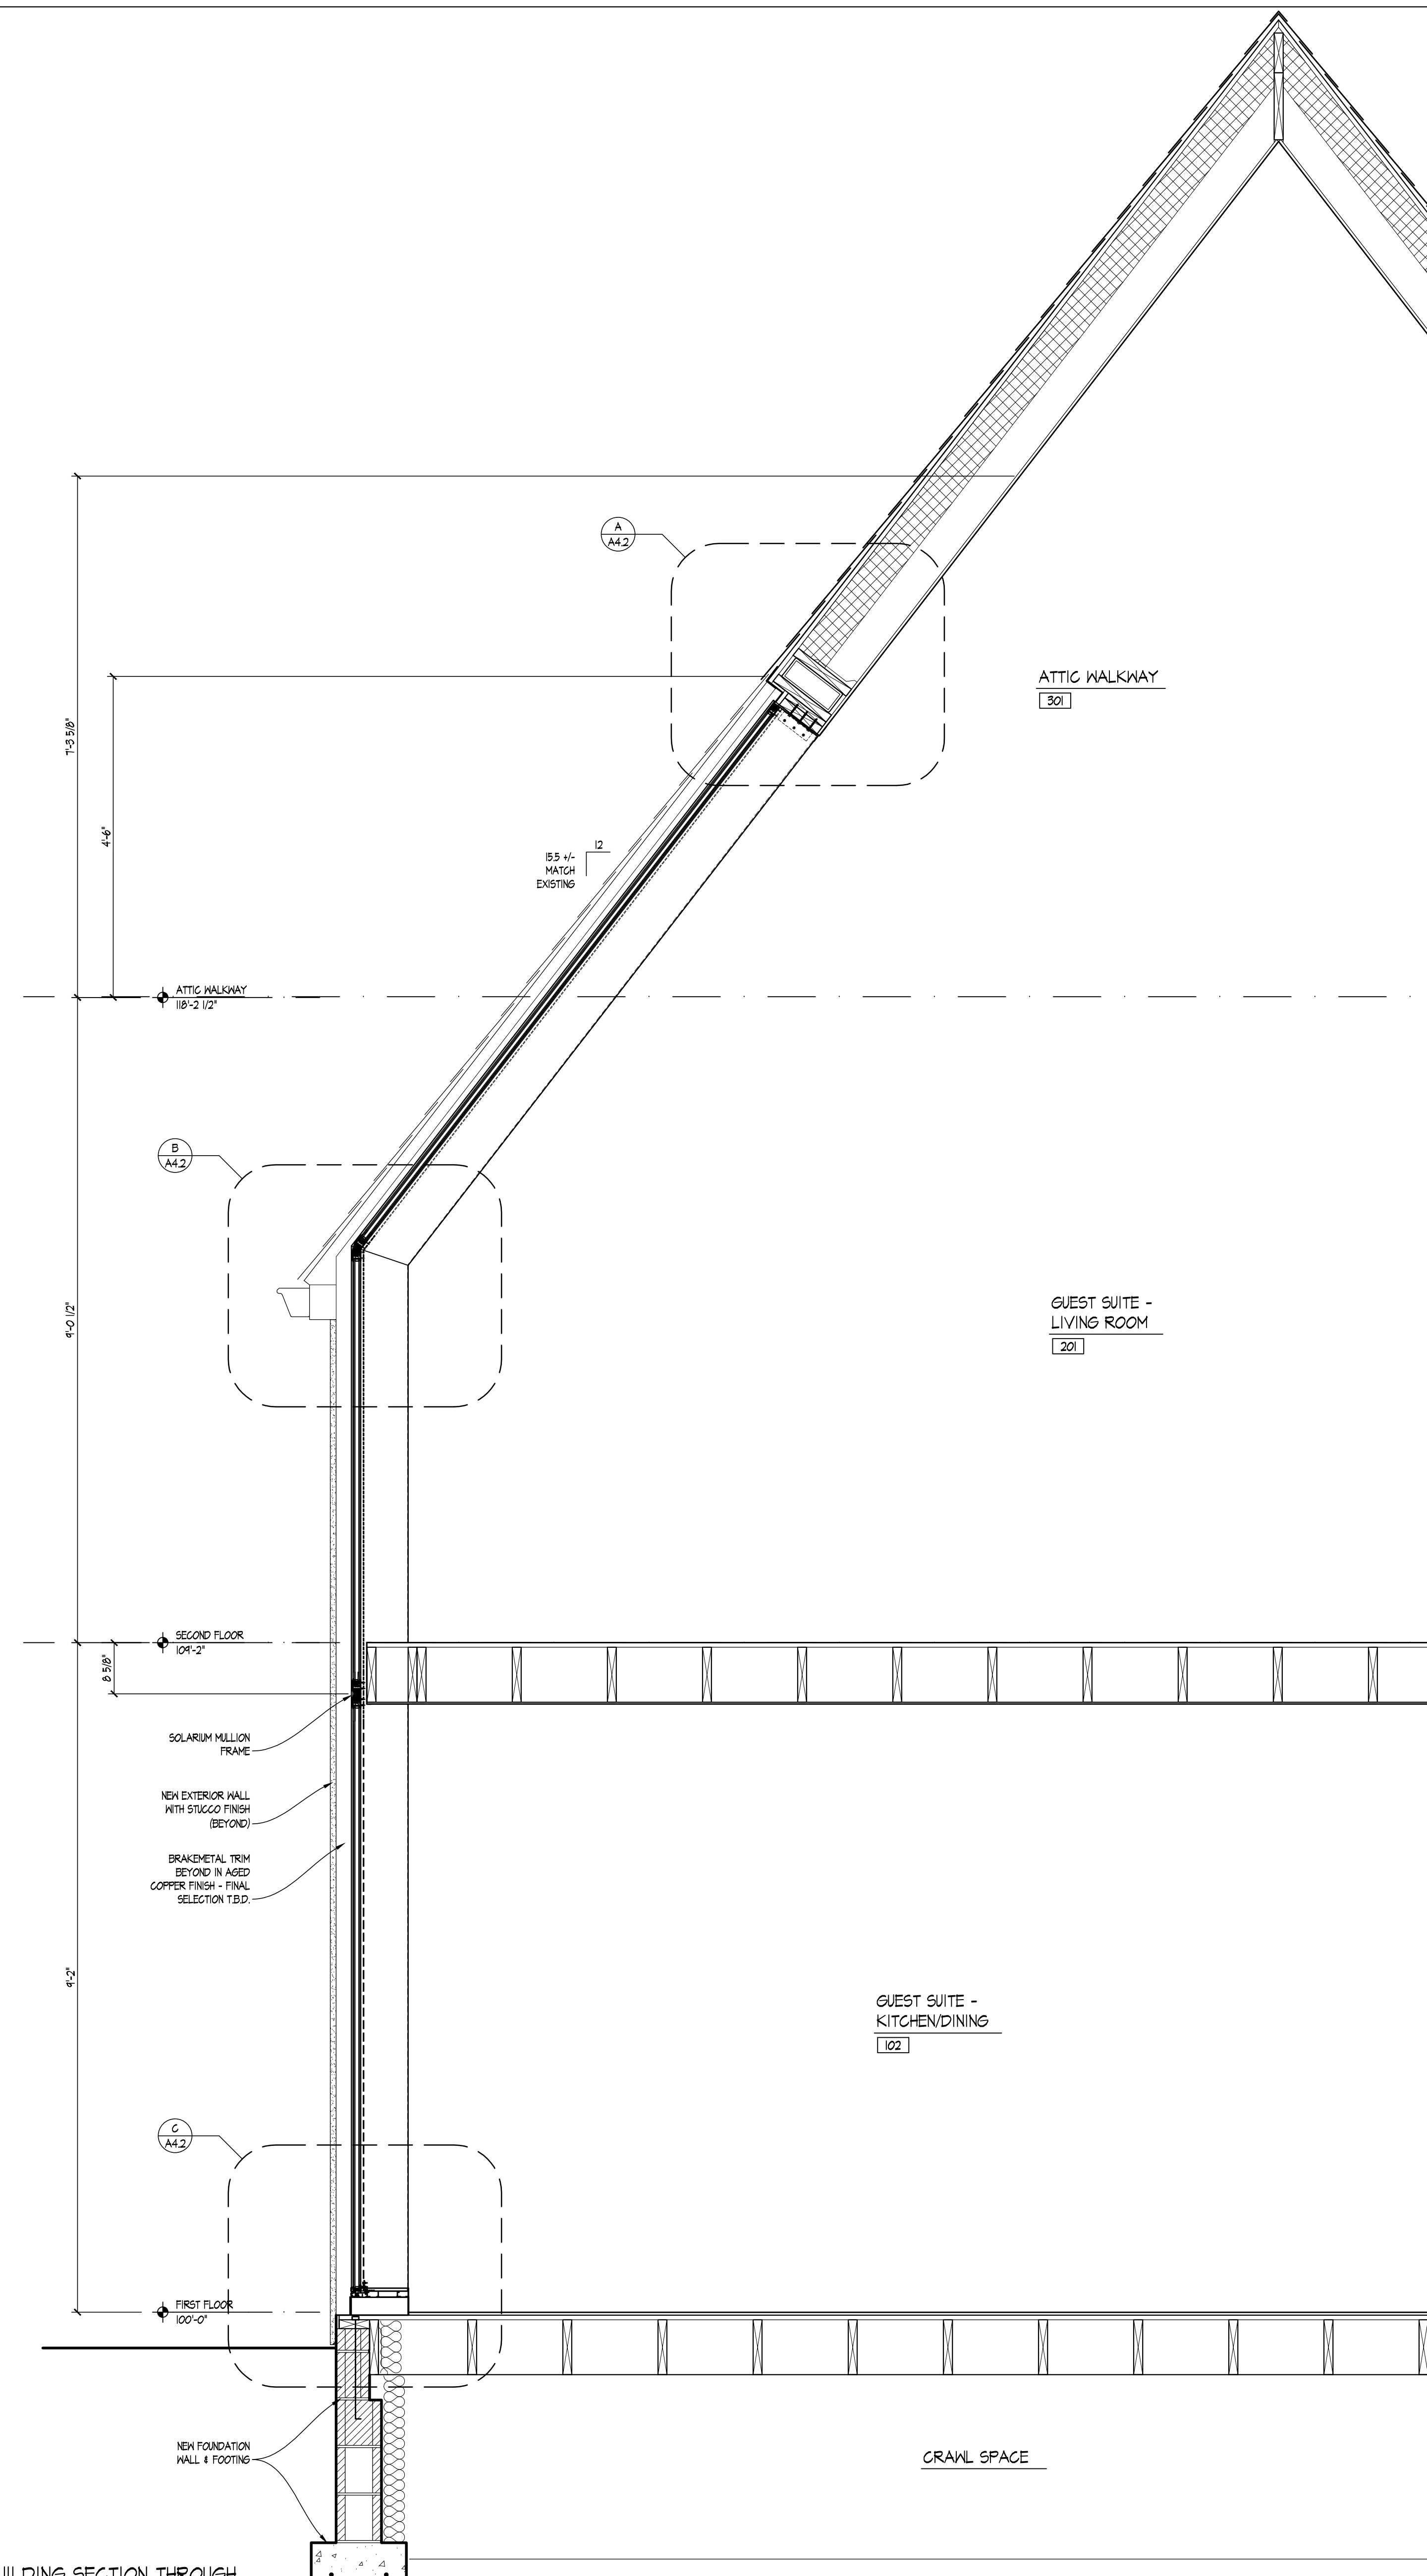 A
A4.2
ATTIC WALKWAY
301
7'-3 5/8"
4'-6"
12
15.5 +/-
MATCH
EXISTING
ATTIC WALKWAY
118'-2 1/2"
B
A4.2
GUEST SUITE -
LIVING ROOM
201
9'-0 1/2"
SECOND FLOOR
109'-2"
8 5/8"
SOLARIUM MULLION
FRAME
NEW EXTERIOR WALL
WITH STUCCO FINISH
(BEYOND)
BRAKEMETAL TRIM
BEYOND IN AGED
COPPER FINISH - FINAL
SELECTION T.B.D.
9'-2"
GUEST SUITE -
KITCHEN/DINING
102
C
A4.2
FIRST FLOOR
100'-0"
NEW FOUNDATION
WALL & FOOTING
CRAWL SPACE
SECTION THROUGH